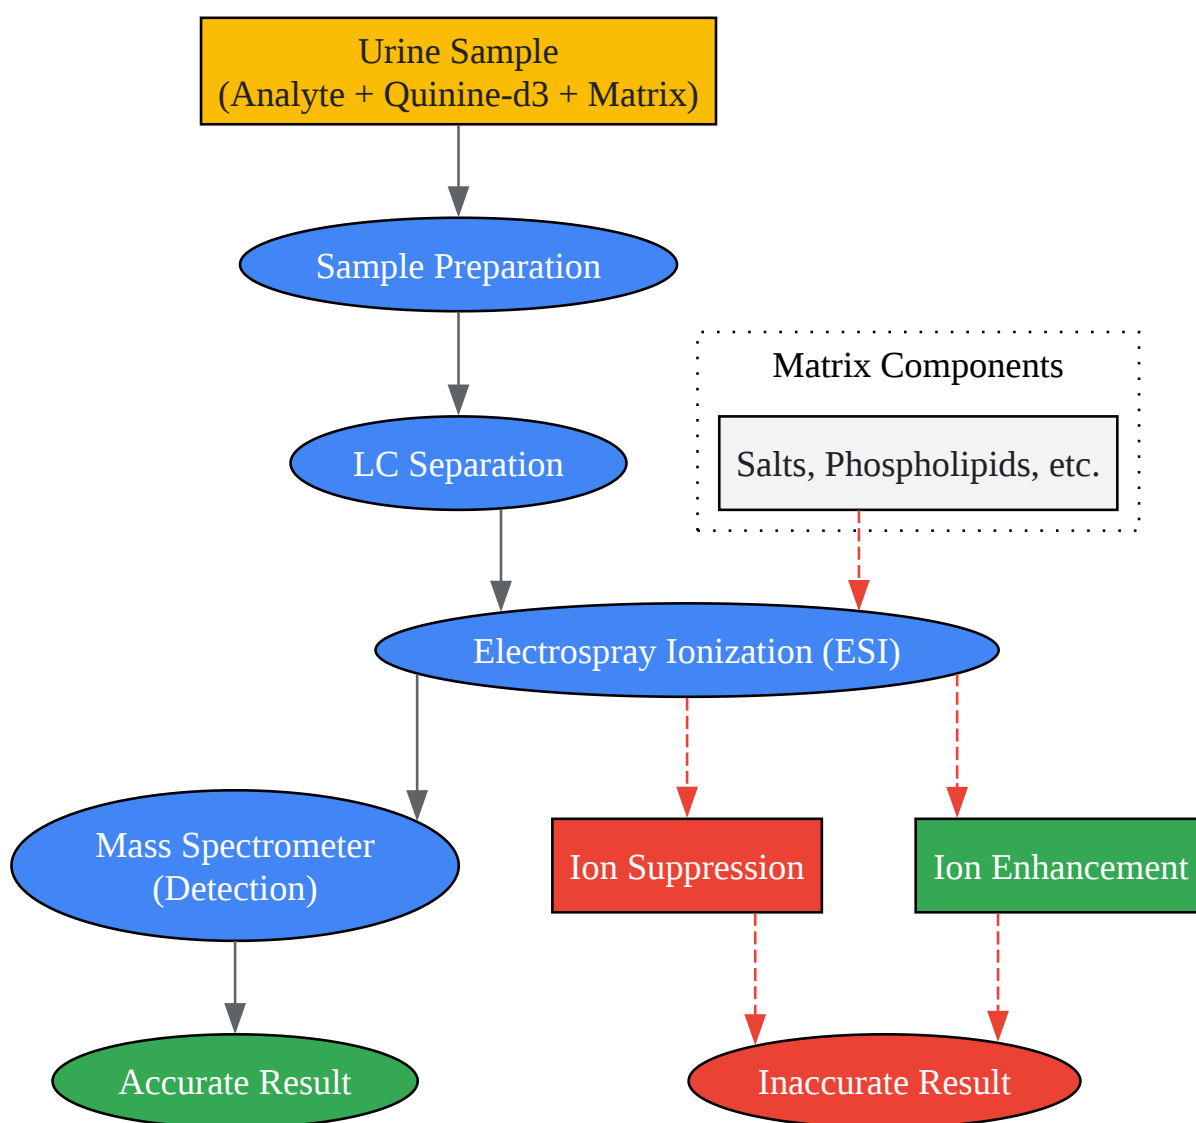 Urine Sample
(Analyte + Quinine-d3 + Matrix)
Sample Preparation
Matrix Components
LC Separation
Salts, Phospholipids, etc.
Electrospray Ionization (ESI)
Mass Spectrometer
(Detection)
Ion Suppression
Ion Enhancement
Accurate Result
Inaccurate Result